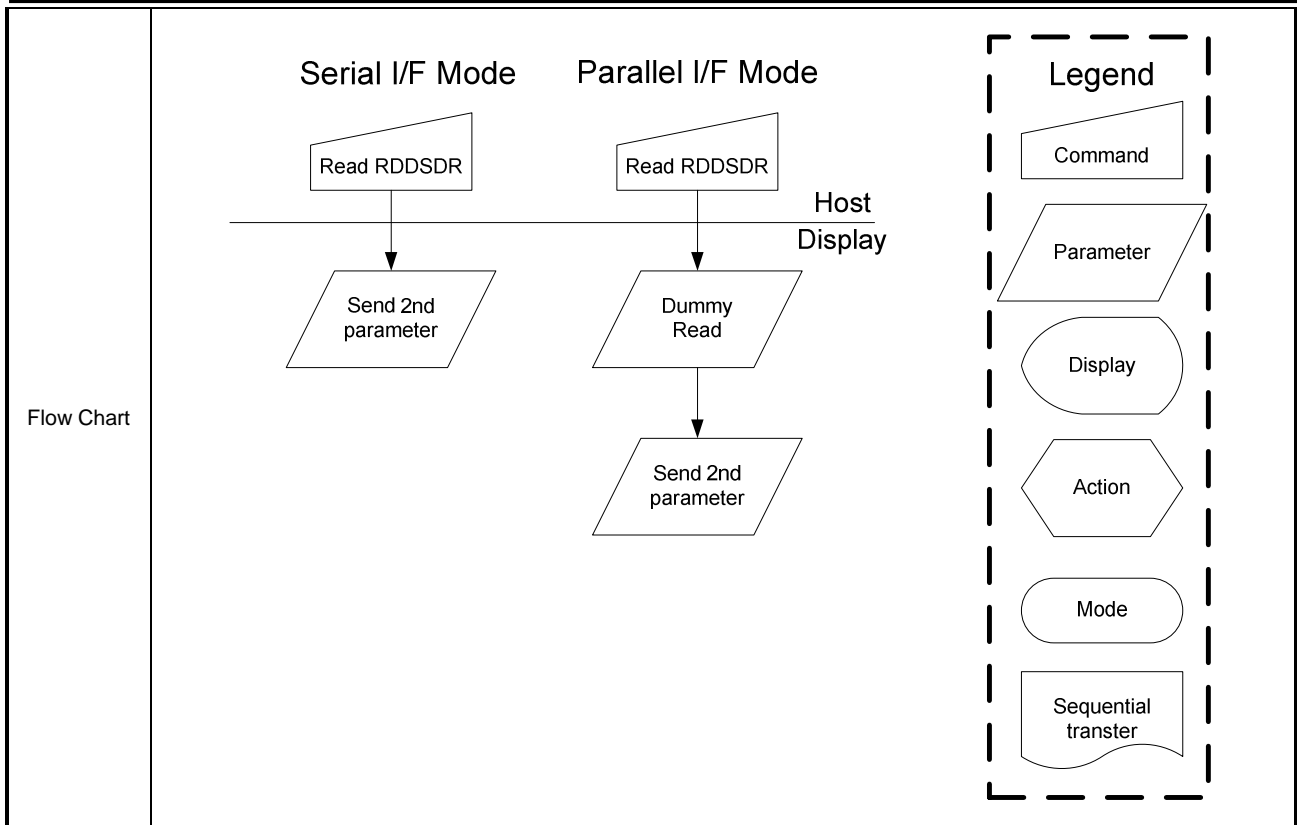 Flow Chart
Serial I/F Mode
Read RDDSDR
Send 2nd
parameter
Parallel I/F Mode
Read RDDSDR
Host
Display
Dummy
Read
Send 2nd
parameter
Legend
Command
Parameter
Display
Action
Mode
Sequential
transter